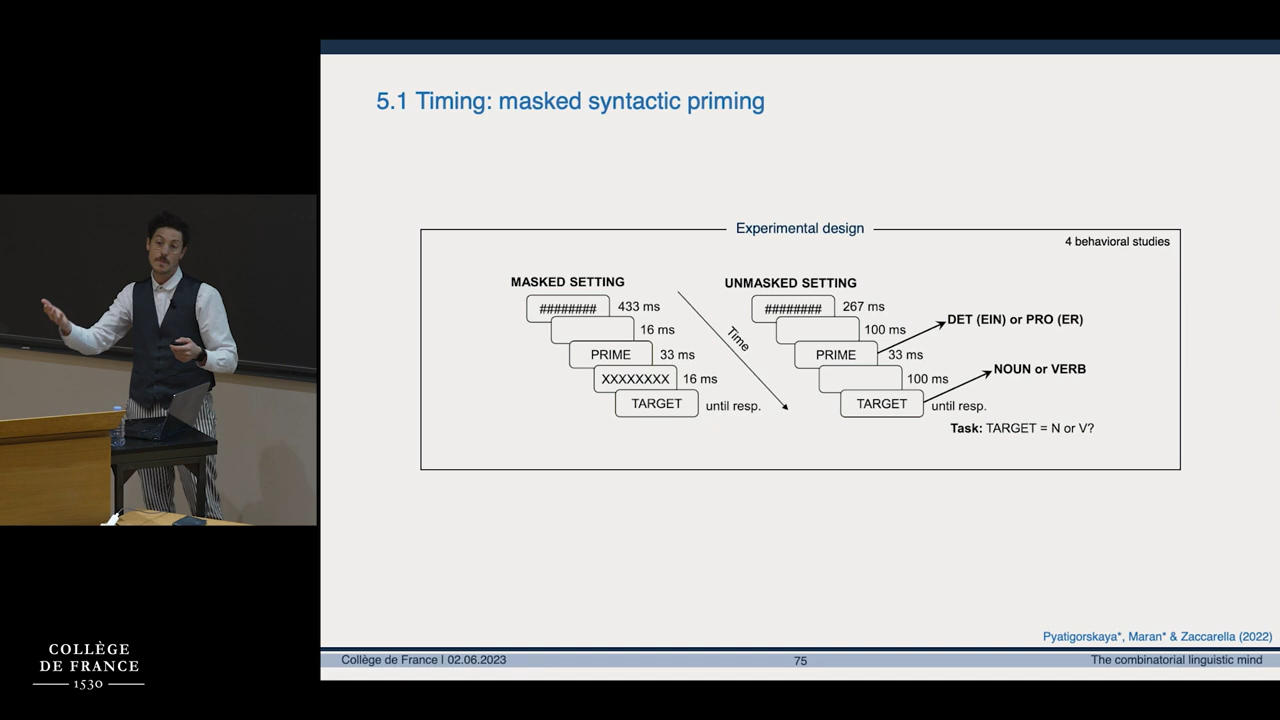 5.1 Timing: masked syntactic priming
Experimental design
4 behavioral studies
MASKED SETTING
######## 433 ms
16 ms
PRIME 33 ms
XXXXXXXX 16 ms
TARGET until resp.
Time
UNMASKED SETTING
######## 267 ms
100 ms
PRIME 33 ms
100 ms
TARGET until resp.
DET (EIN) or PRO (ER)
NOUN or VERB
Task: TARGET = N or V?
Pyatigorskaya*, Maran* & Zaccarella (2022)
Collège de France I 02.06.2023
75
The combinatorial linguistic mind
COLLÈGE
DE FRANCE
1530